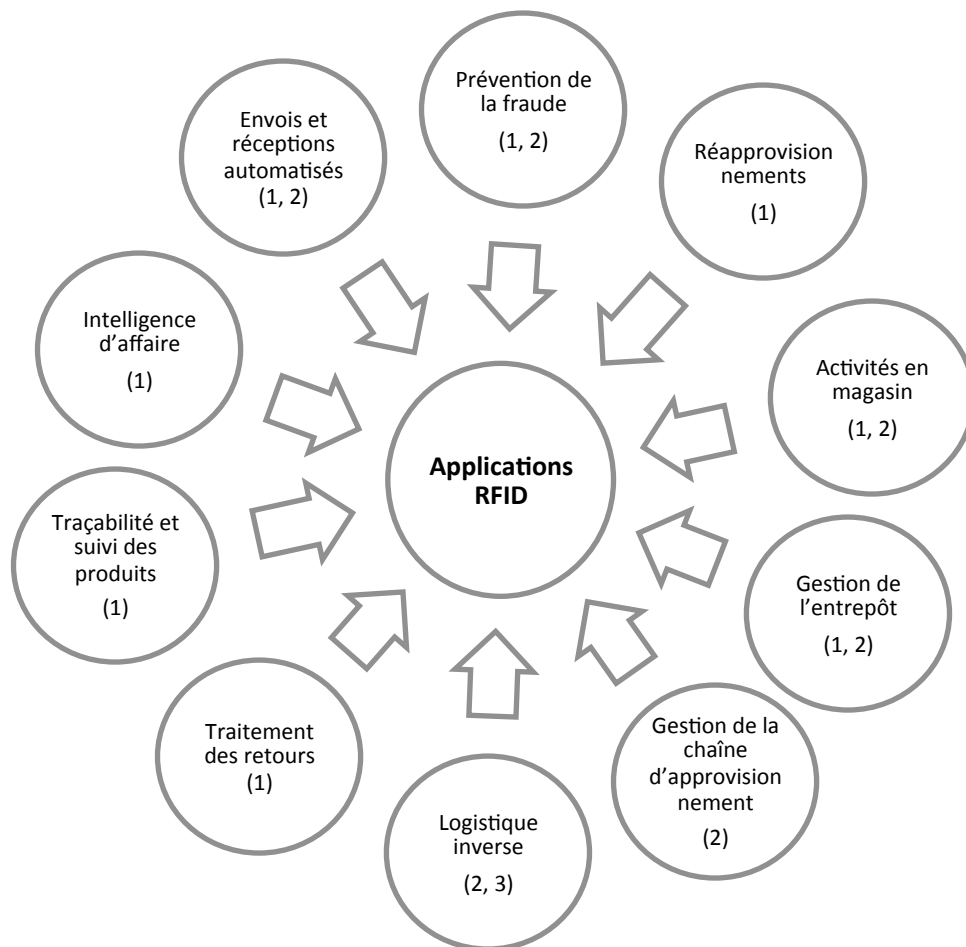 Prévention de
la fraude
(1, 2)
Réapprovision
nements
(1)
Activités en
magasin
(1, 2)
Gestion de
l'entrepôt
(1, 2)
Gestion de la
chaîne
d'approvision
nement
(2)
Logistique
inverse
(2, 3)
Traitement
des retours
(1)
Traçabilité et
suivi des
produits
(1)
Intelligence
d'affaire
(1)
Envois et
réceptions
automatisés
(1, 2)
Applications
RFID